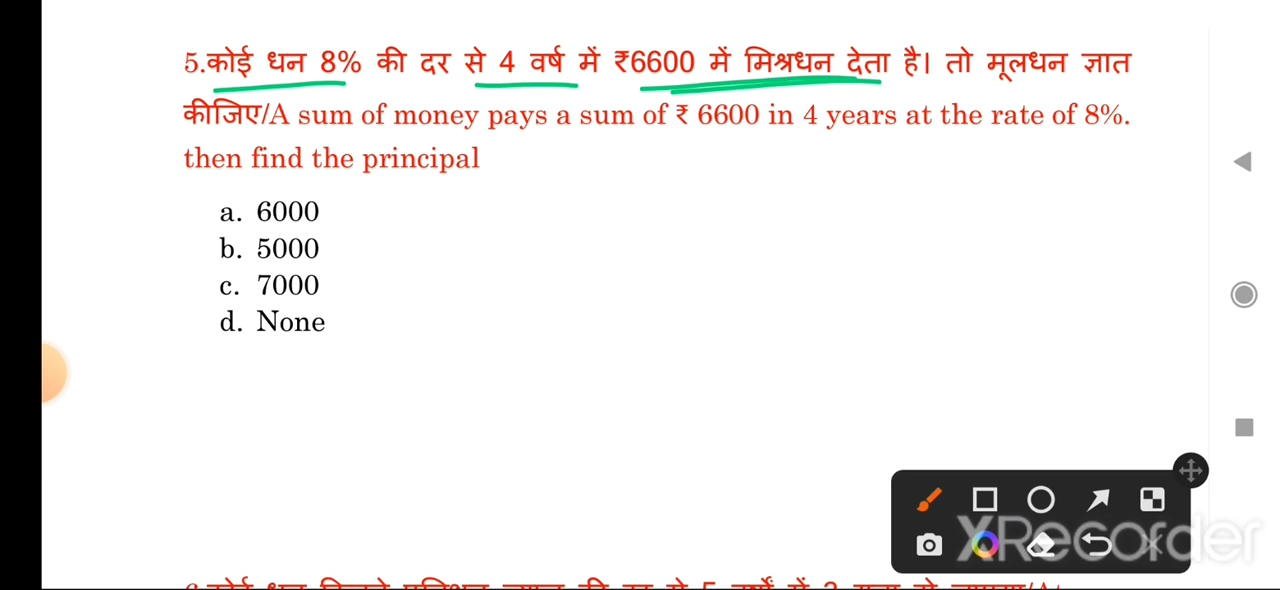 5.कोई धन 8% की दर से 4 वर्ष में ₹6600 में मिश्रधन देता है। तो मूलधन ज्ञात
कीजिए/A sum of money pays a sum of ₹ 6600 in 4 years at the rate of 8%.
then find the principal
a. 6000
b. 5000
c. 7000
d. None
XRecorder